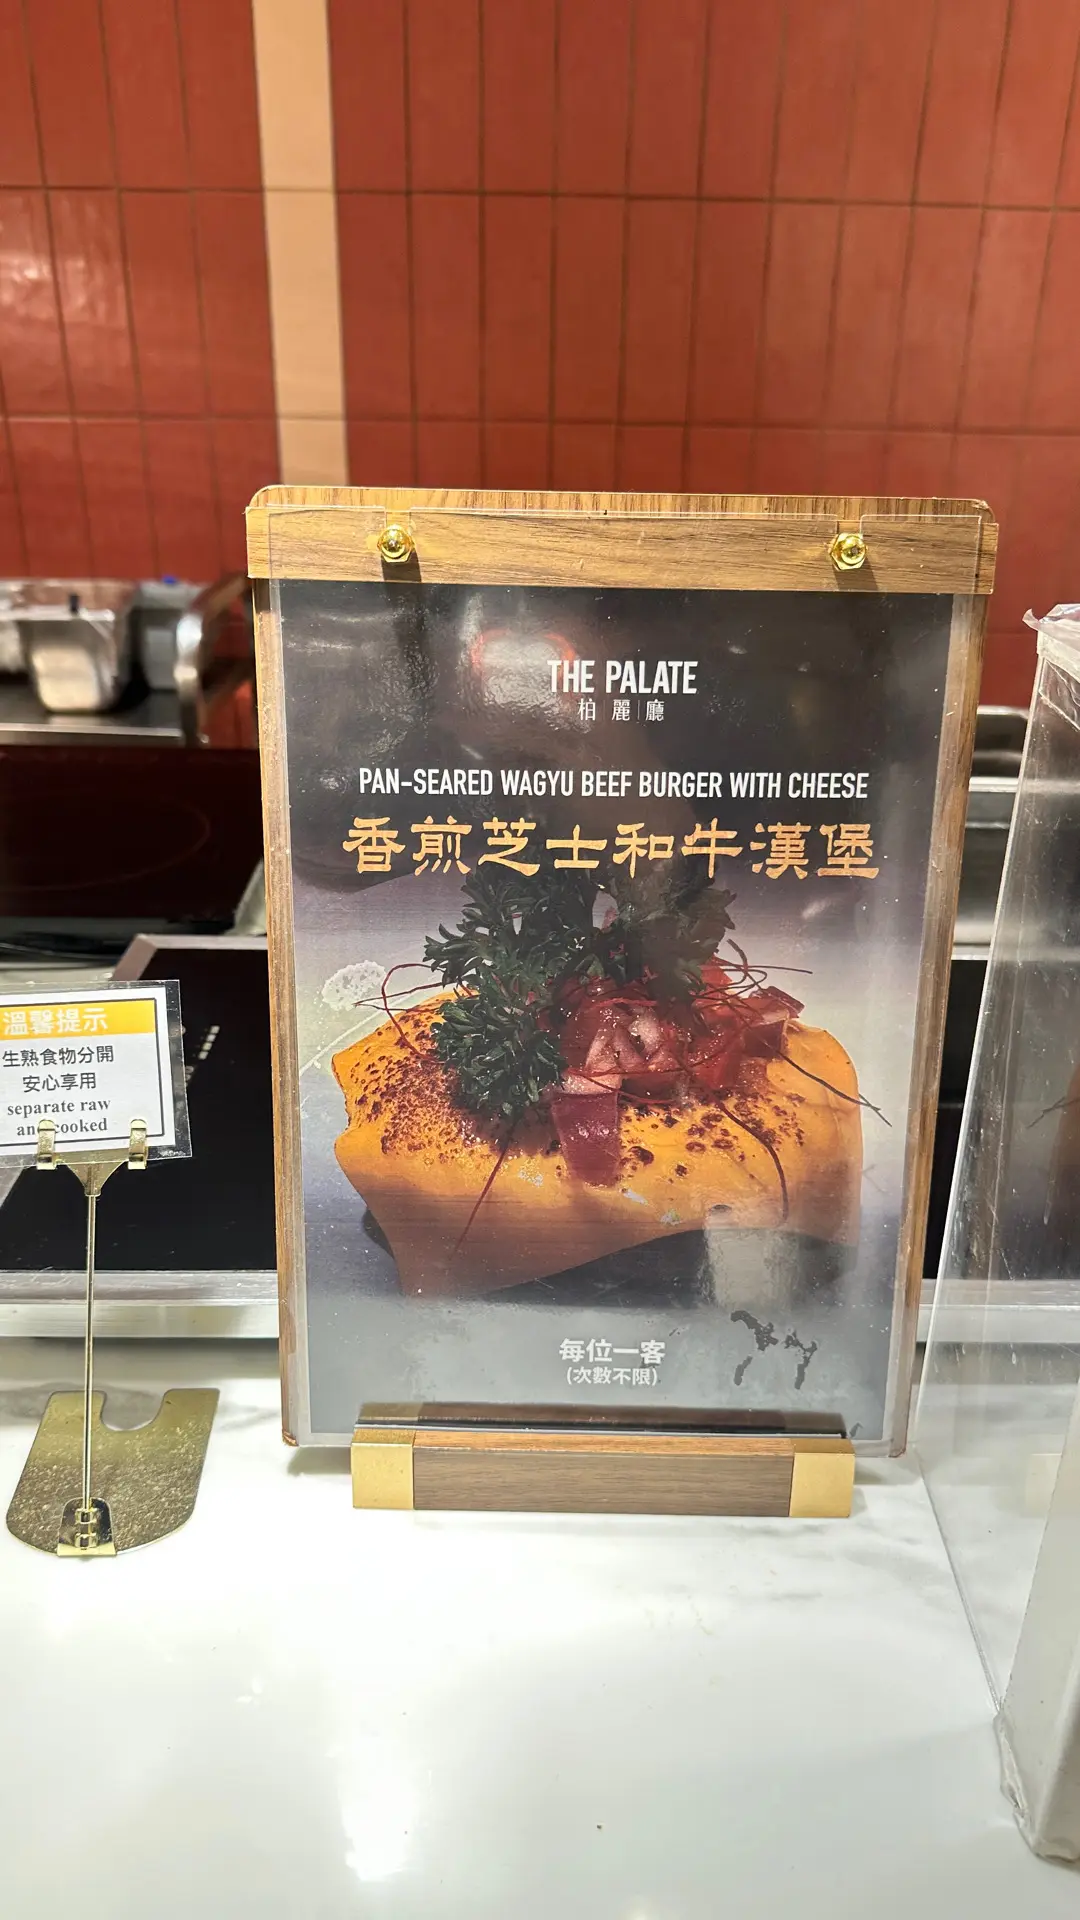 THE PALATE
柏麗廳
PAN-SEARED WAGYU BEEF BURGER WITH CHEESE
香煎芝士和牛漢堡
每位一客
(次數不限)
溫馨提示
生熟食物分開
安心享用
separate raw
and cooked